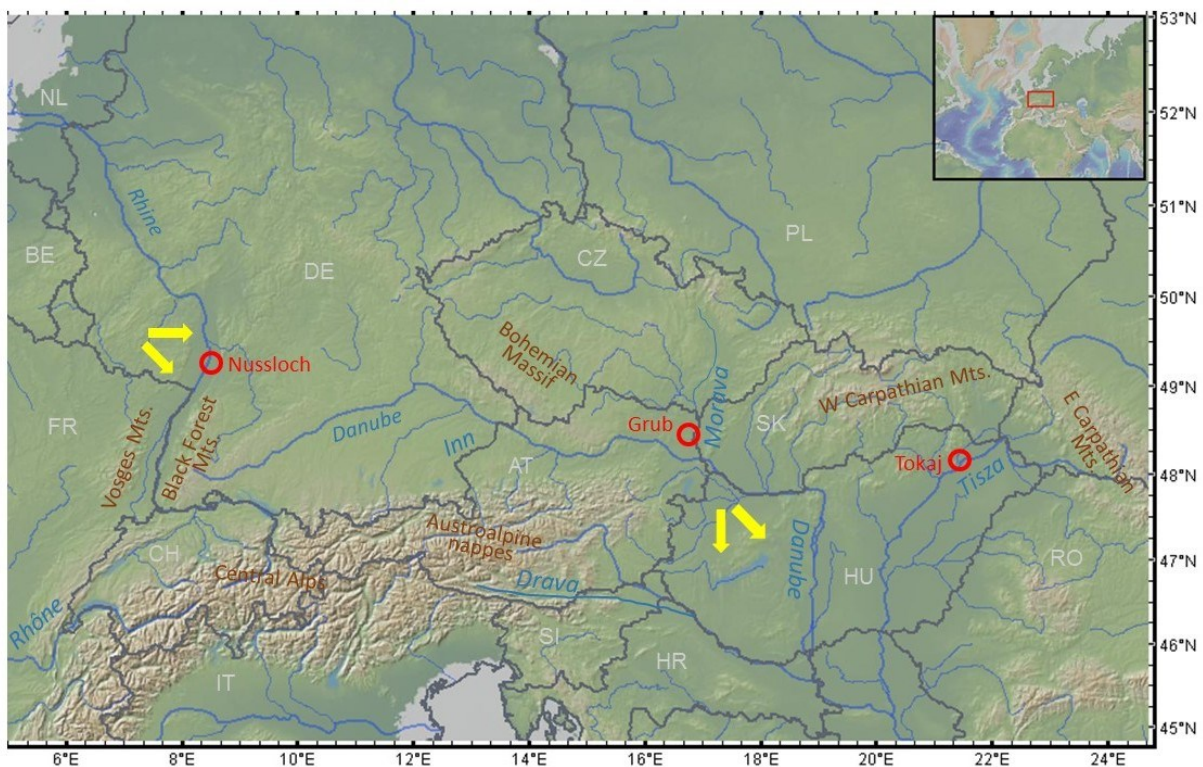 53°N
NL
52°N
Rhine
51°N
BE
DE
CZ
PL
50°N
Nussloch
Bohemian
Massif
W Carpathian Mts.
49°N
E Carpathian
Mts.
FR
Vosges Mts.
Black Forest
Mts.
Danube
Inn
Grub
Morava
SK
AT
Tokaj
Tisza
48°N
Austroalpine
nappes
CH
Central Alps
Drava
Danube
HU
RO
47°N
Rhône
SI
HR
46°N
IT
45°N
6°E
8°E
10°E
12°E
14°E
16°E
18°E
20°E
22°E
24°E